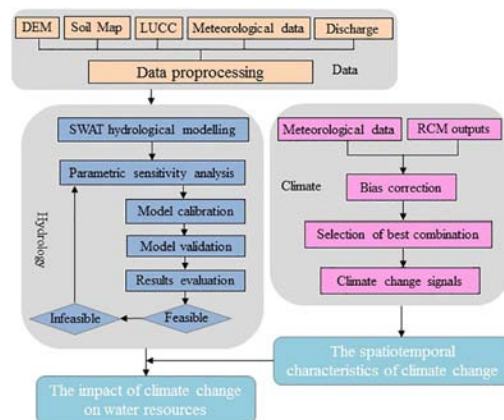 DEM
Soil Map
LUCC
Meteorological data
Discharge
Data proprocessing
Data
SWAT hydrological modelling
Parametric sensitivity analysis
Model calibration
Model validation
Results evaluation
Infeasible
Feasible
Hydrology
Meteorological data
RCM outputs
Climate
Bias correction
Selection of best combination
Climate change signals
The spatiotemporal
characteristics of climate change
The impact of climate change
on water resources